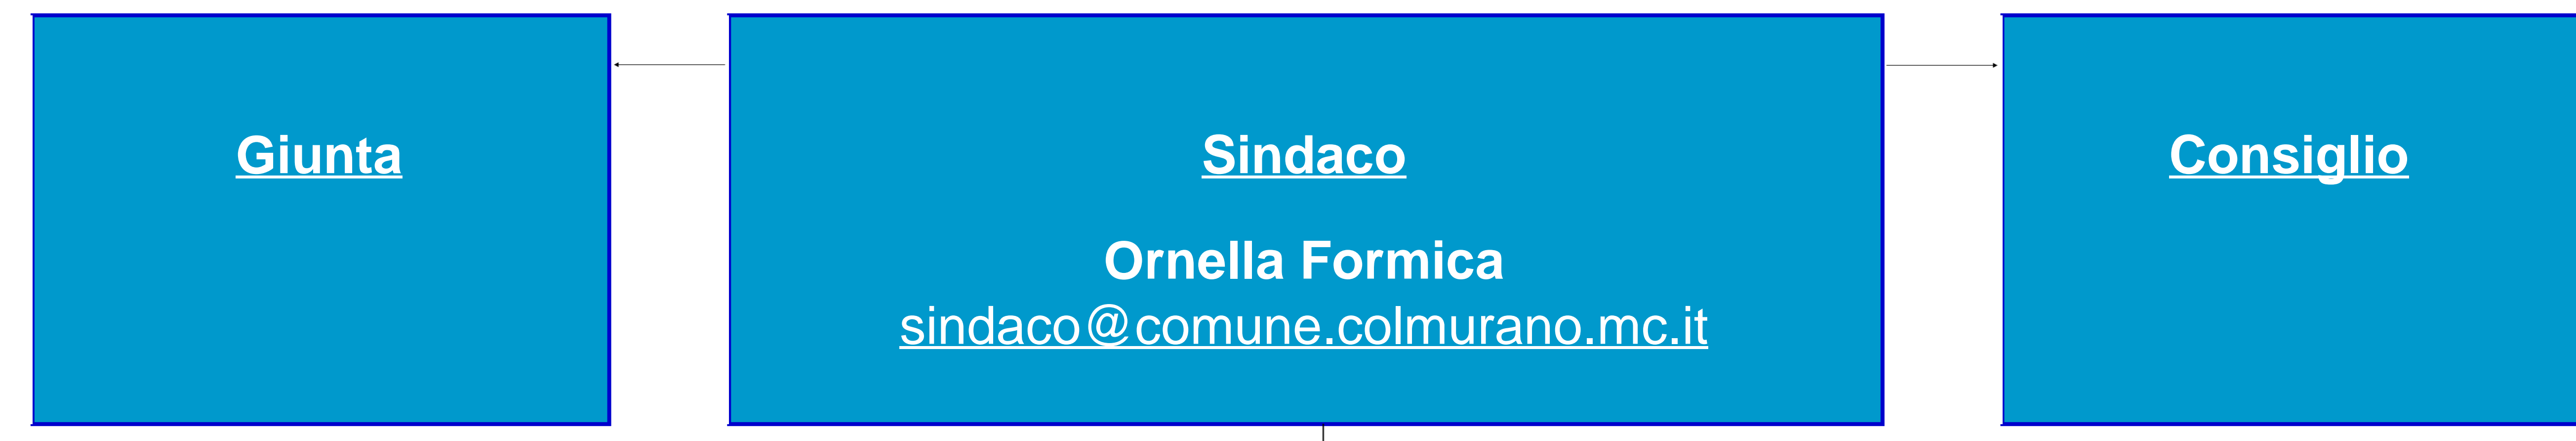 Giunta
Sindaco
Ornella Formica
sindaco@comune.colmurano.mc.it
Consiglio